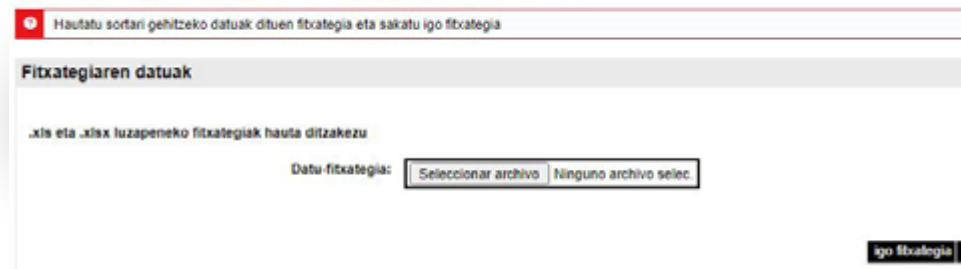 Hautatu sortari gehitzeko datuak dituen fitxategia eta sakatu igo fitxategia
Fitxategiaren datuak
.xls eta .xlsx luzapeneko fitxategiak hauta ditzakezu
Datu-fitxategia: Seleccionar archivo Ninguno archivo selec.
igo fitxategia